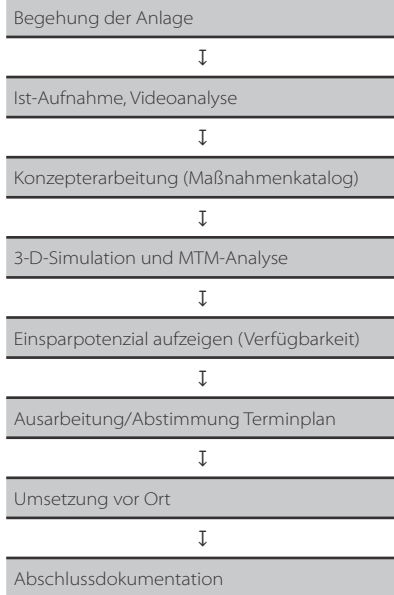 Begehung der Anlage
↧
Ist-Aufnahme, Videoanalyse
↧
Konzepterarbeitung (Maßnahmenkatalog)
↧
3-D-Simulation und MTM-Analyse
↧
Einsparpotenzial aufzeigen (Verfügbarkeit)
↧
Ausarbeitung/Abstimmung Terminplan
↧
Umsetzung vor Ort
↧
Abschlussdokumentation